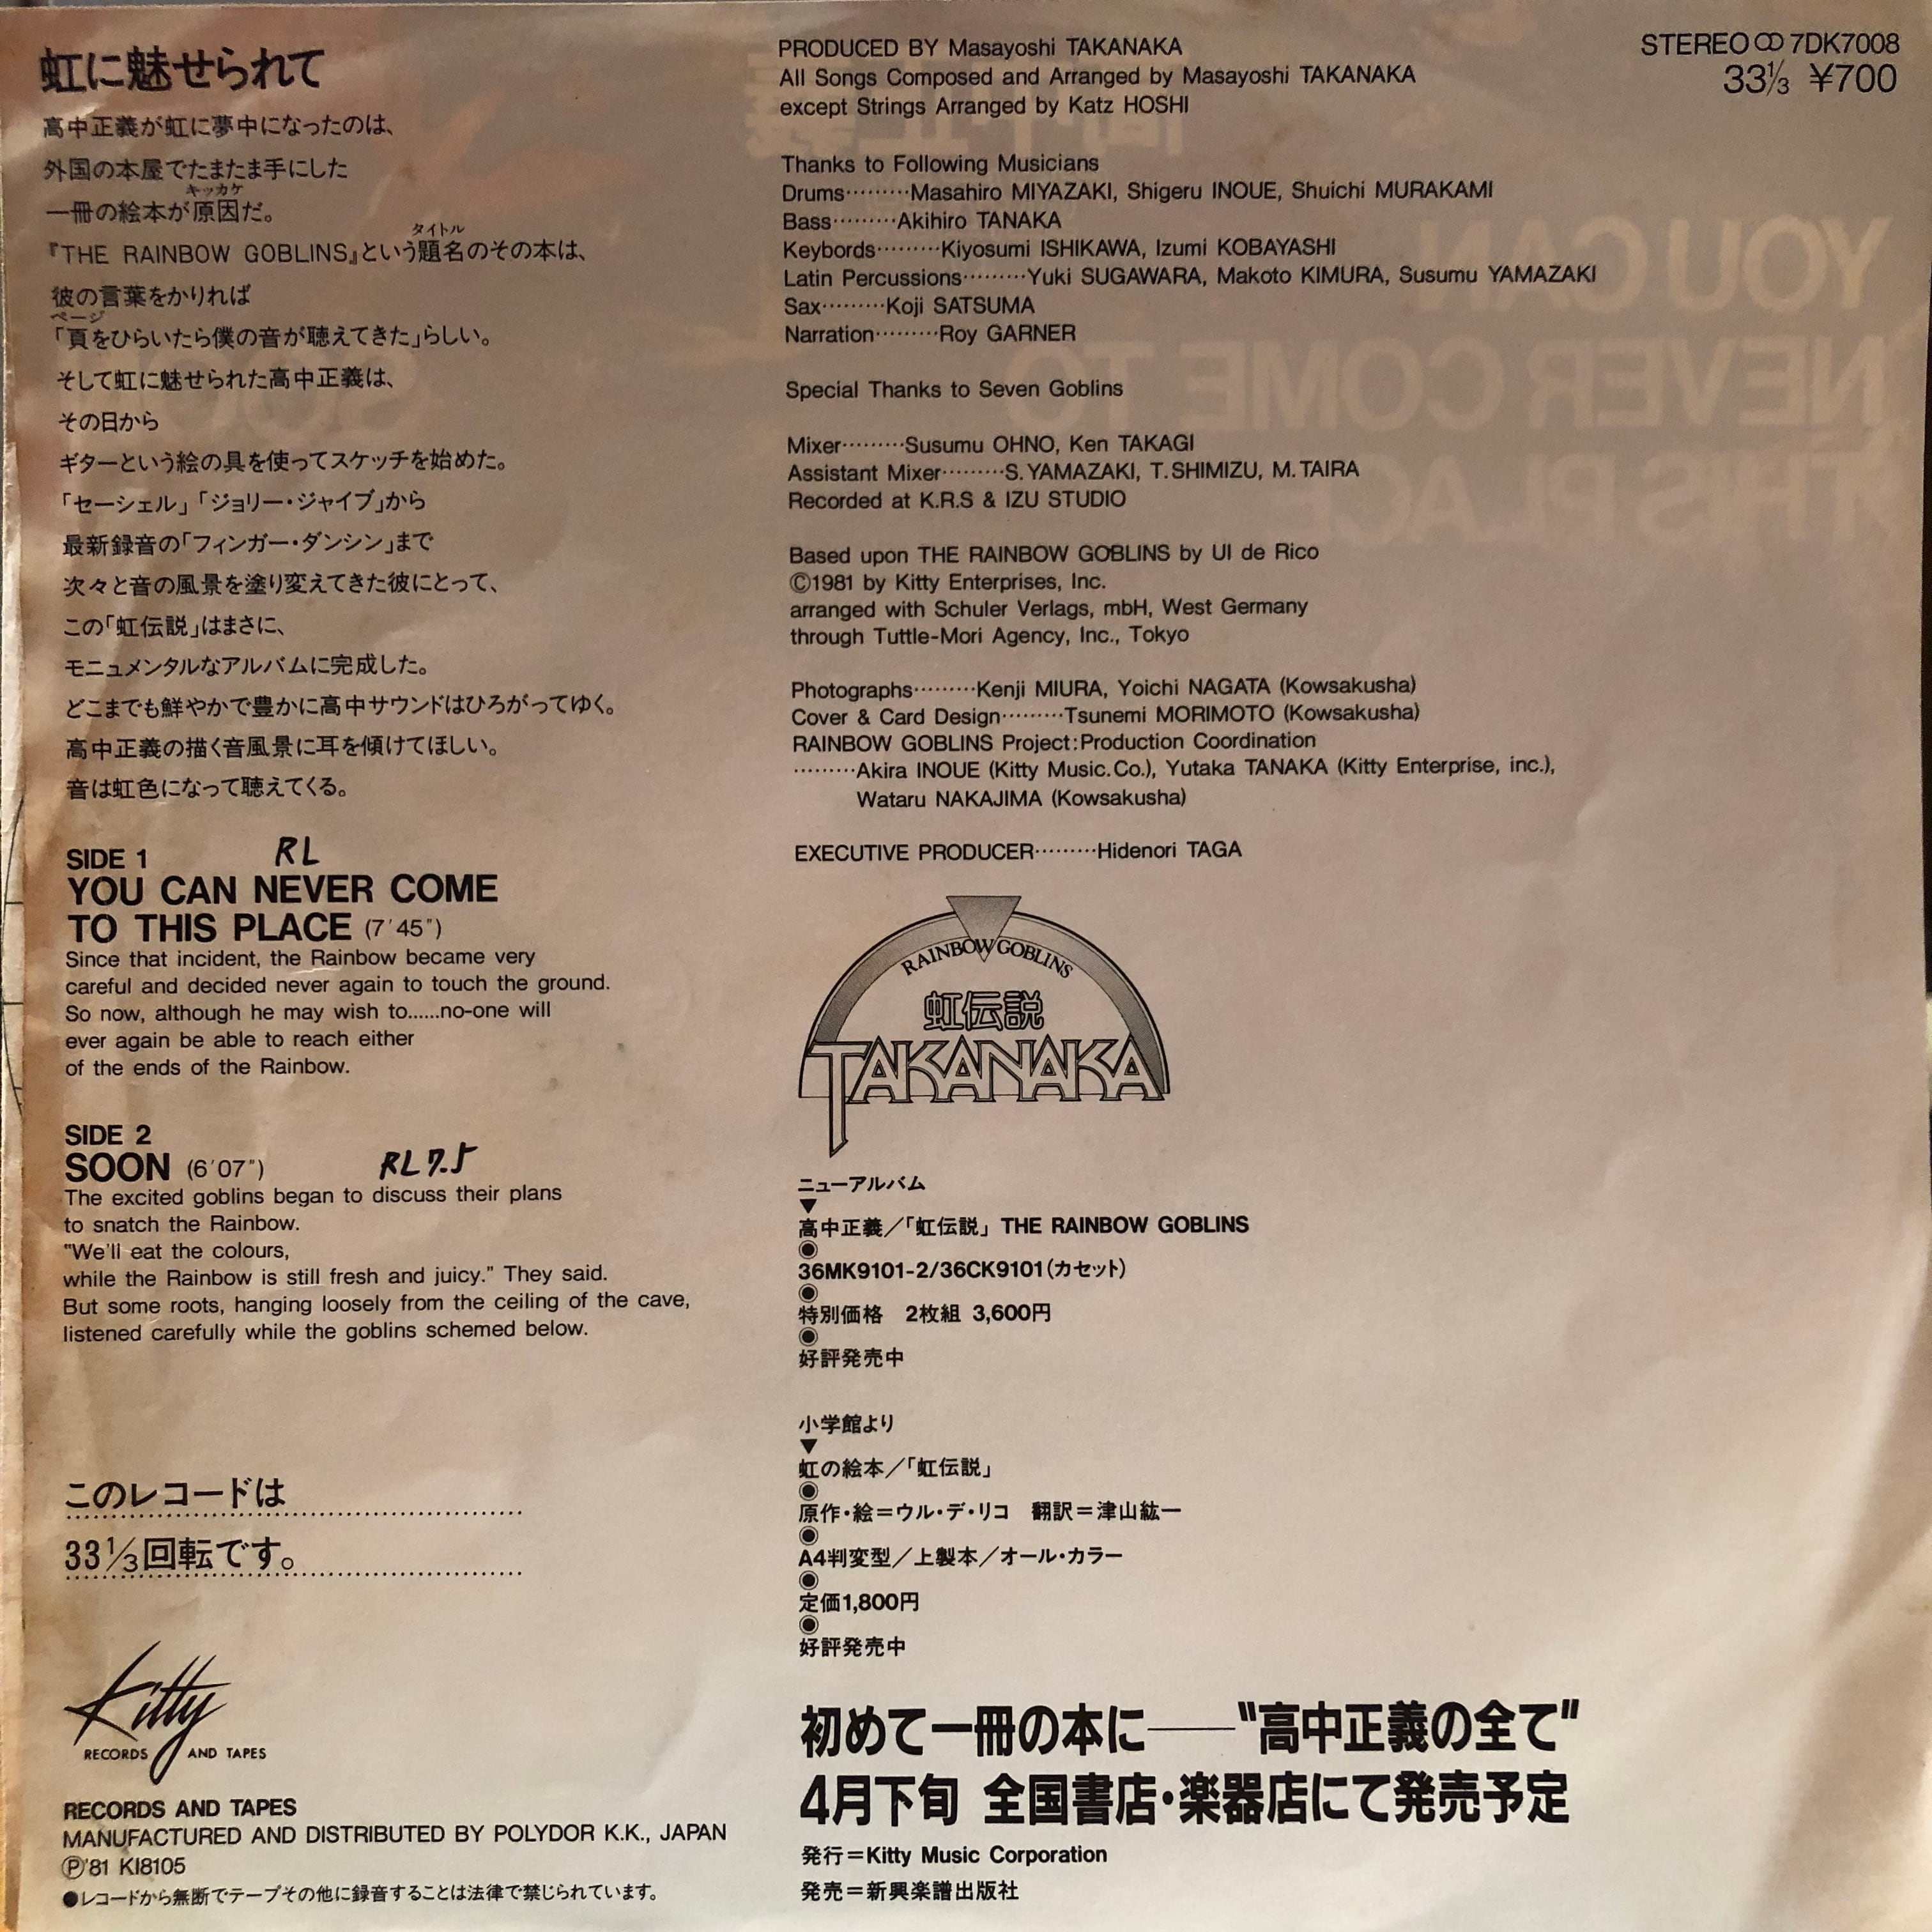 虹に魅せられて
高中正義が虹に夢中になったのは、
外国の本屋でたまたま手にした
キッカケ
一冊の絵本が原因だ。
タイトル
『THE RAINBOW GOBLINS』という題名のその本は、
彼の言葉をかりれば
ページ
「頁をひらいたら僕の音が聴えてきた」らしい。
そして虹に魅せられた高中正義は、
その日から
ギターという絵の具を使ってスケッチを始めた。
「セーシェル」「ジョリー・ジャイブ」から
最新録音の「フィンガー・ダンシン」まで
次々と音の風景を塗り変えてきた彼にとって、
この「虹伝説」はまさに、
モニュメンタルなアルバムに完成した。
どこまでも鮮やかで豊かに高中サウンドはひろがってゆく。
高中正義の描く音風景に耳を傾けてほしい。
音は虹色になって聴えてくる。
SIDE 1 RL
YOU CAN NEVER COME
TO THIS PLACE (7′45″)
Since that incident, the Rainbow became very
careful and decided never again to touch the ground.
So now, although he may wish to......no-one will
ever again be able to reach either
of the ends of the Rainbow.
SIDE 2
SOON (6′07″) RL 7.5
The excited goblins began to discuss their plans
to snatch the Rainbow.
"We'll eat the colours,
while the Rainbow is still fresh and juicy." They said.
But some roots, hanging loosely from the ceiling of the cave,
listened carefully while the goblins schemed below.
このレコードは
33⅓回転です。
Kitty
RECORDS AND TAPES
RECORDS AND TAPES
MANUFACTURED AND DISTRIBUTED BY POLYDOR K.K., JAPAN
Ⓟ'81 KI8105
●レコードから無断でテープその他に録音することは法律で禁じられています。
PRODUCED BY Masayoshi TAKANAKA
All Songs Composed and Arranged by Masayoshi TAKANAKA
except Strings Arranged by Katz HOSHI
Thanks to Following Musicians
Drums·········Masahiro MIYAZAKI, Shigeru INOUE, Shuichi MURAKAMI
Bass·········Akihiro TANAKA
Keybords·········Kiyosumi ISHIKAWA, Izumi KOBAYASHI
Latin Percussions·········Yuki SUGAWARA, Makoto KIMURA, Susumu YAMAZAKI
Sax·········Koji SATSUMA
Narration·········Roy GARNER
Special Thanks to Seven Goblins
Mixer·········Susumu OHNO, Ken TAKAGI
Assistant Mixer·········S.YAMAZAKI, T.SHIMIZU, M.TAIRA
Recorded at K.R.S & IZU STUDIO
Based upon THE RAINBOW GOBLINS by Ul de Rico
©1981 by Kitty Enterprises, Inc.
arranged with Schuler Verlags, mbH, West Germany
through Tuttle-Mori Agency, Inc., Tokyo
Photographs·········Kenji MIURA, Yoichi NAGATA (Kowsakusha)
Cover & Card Design·········Tsunemi MORIMOTO (Kowsakusha)
RAINBOW GOBLINS Project:Production Coordination
·········Akira INOUE (Kitty Music.Co.), Yutaka TANAKA (Kitty Enterprise, inc.),
Wataru NAKAJIMA (Kowsakusha)
EXECUTIVE PRODUCER·········Hidenori TAGA
RAINBOW GOBLINS
虹伝説
TAKANAKA
ニューアルバム
▼
高中正義／「虹伝説」 THE RAINBOW GOBLINS
◉
36MK9101-2/36CK9101(カセット)
◉
特別価格 2枚組 3,600円
◉
好評発売中
小学館より
▼
虹の絵本／「虹伝説」
◉
原作・絵＝ウル・デ・リコ 翻訳＝津山紘一
◉
A4判変型／上製本／オール・カラー
◉
定価1,800円
◉
好評発売中
初めて一冊の本に──"高中正義の全て"
4月下旬 全国書店・楽器店にて発売予定
発行＝Kitty Music Corporation
発売＝新興楽譜出版社
STEREO 7DK7008
33⅓ ¥700
YOU CAN
NEVER COME TO
THIS PLACE
SOON
高中正義